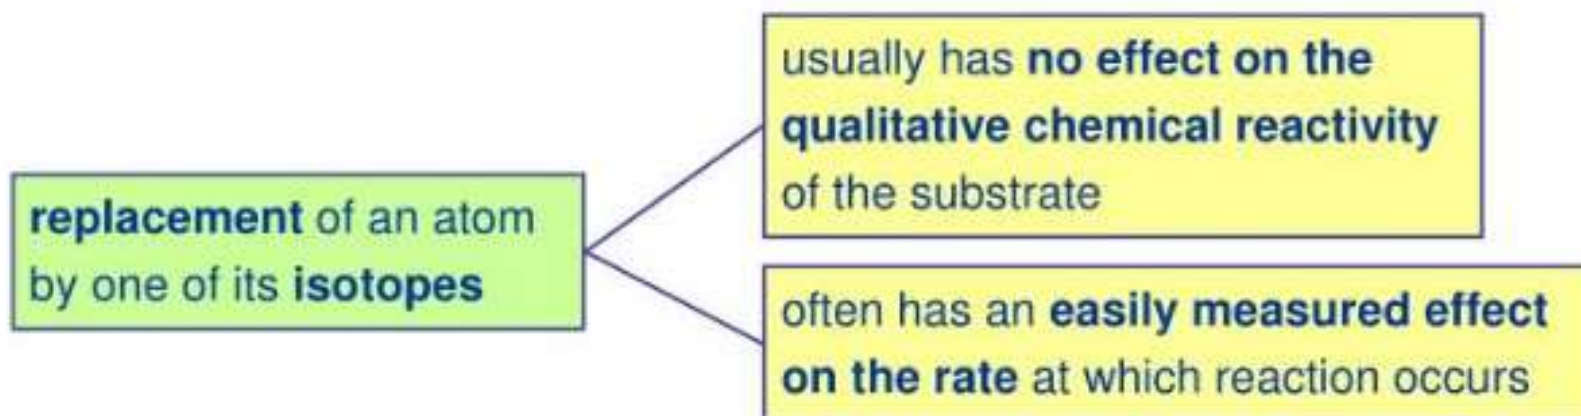 replacement of an atom
by one of its isotopes
usually has no effect on the
qualitative chemical reactivity
of the substrate
often has an easily measured effect
on the rate at which reaction occurs